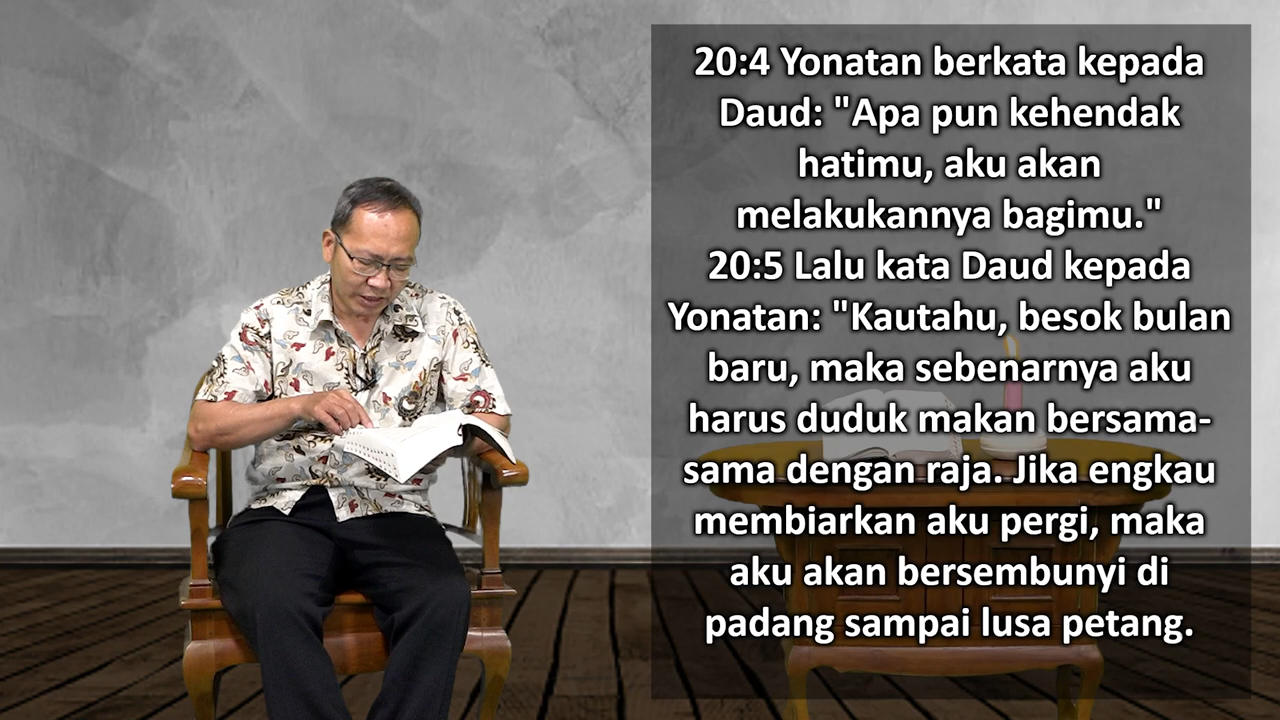 20:4 Yonatan berkata kepada
Daud: "Apa pun kehendak
hatimu, aku akan
melakukannya bagimu."
20:5 Lalu kata Daud kepada
Yonatan: "Kautahu, besok bulan
baru, maka sebenarnya aku
harus duduk makan bersama-
sama dengan raja. Jika engkau
membiarkan aku pergi, maka
aku akan bersembunyi di
padang sampai lusa petang.